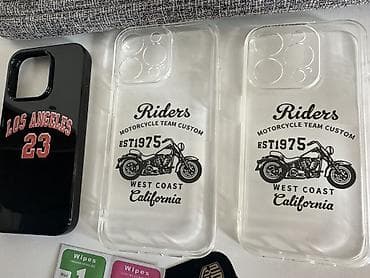 LOS ANGELES
23
Riders
MOTORCYCLE TEAM CUSTOM
EST1975
WEST COAST
California
Riders
MOTORCYCLE TEAM CUSTOM
EST1975
WEST COAST
California
Wipes
1
Wipes